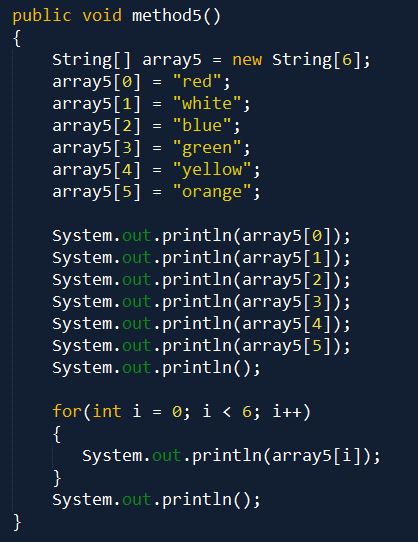 public void method5()
{
    String[] array5 = new String[6];
    array5[0] = "red";
    array5[1] = "white";
    array5[2] = "blue";
    array5[3] = "green";
    array5[4] = "yellow";
    array5[5] = "orange";

    System.out.println(array5[0]);
    System.out.println(array5[1]);
    System.out.println(array5[2]);
    System.out.println(array5[3]);
    System.out.println(array5[4]);
    System.out.println(array5[5]);
    System.out.println();

    for(int i = 0; i < 6; i++)
    {
       System.out.println(array5[i]);
    }
    System.out.println();
}